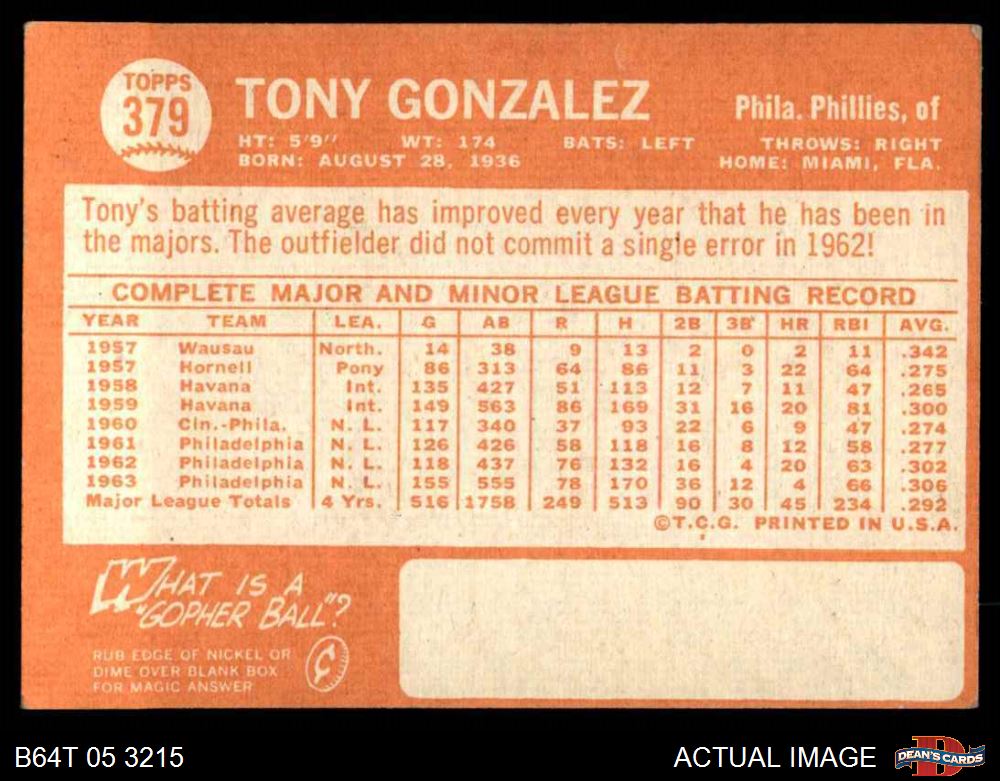 TOPPS
379
TONY GONZALEZ
Phila. Phillies, of
HT: 5'9" WT: 174 BATS: LEFT THROWS: RIGHT
BORN: AUGUST 28, 1936 HOME: MIAMI, FLA.
Tony's batting average has improved every year that he has been in
the majors. The outfielder did not commit a single error in 1962!
COMPLETE MAJOR AND MINOR LEAGUE BATTING RECORD
YEAR TEAM LEA. G AB R H 2B 3B HR RBI AVG.
1957 Wausau North. 14 38 9 13 2 0 2 11 .342
1957 Hornell Pony 86 313 64 86 11 3 22 64 .275
1958 Havana Int. 135 427 51 113 12 7 11 47 .265
1959 Havana Int. 149 563 86 169 31 16 20 81 .300
1960 Cin.-Phila. N. L. 117 340 37 93 22 6 9 47 .274
1961 Philadelphia N. L. 126 426 58 118 16 8 12 58 .277
1962 Philadelphia N. L. 118 437 76 132 16 4 20 63 .302
1963 Philadelphia N. L. 155 555 78 170 36 12 4 66 .306
Major League Totals 4 Yrs. 516 1758 249 513 90 30 45 234 .292
©T.C.G. PRINTED IN U.S.A.
WHAT IS A
"GOPHER BALL"?
RUB EDGE OF NICKEL OR
DIME OVER BLANK BOX
FOR MAGIC ANSWER
¢
B64T 05 3215
ACTUAL IMAGE
D
DEAN'S CARDS